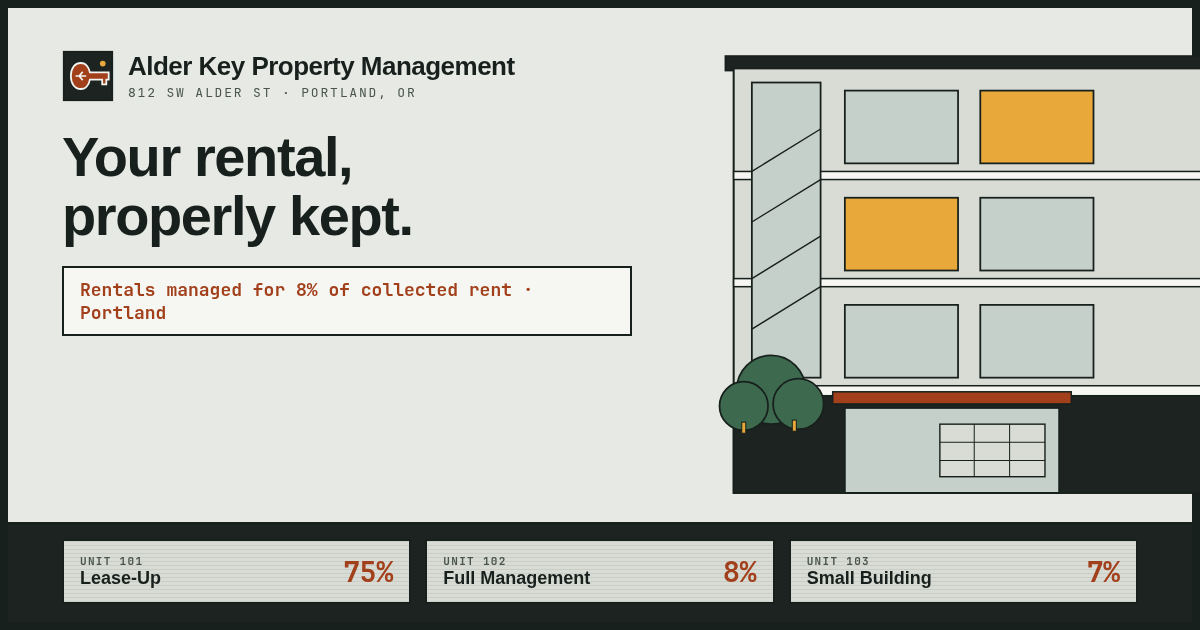 Alder Key Property Management
812 SW ALDER ST · PORTLAND, OR
Your rental,
properly kept.
Rentals managed for 8% of collected rent ·
Portland
UNIT 101
Lease-Up
75%
UNIT 102
Full Management
8%
UNIT 103
Small Building
7%